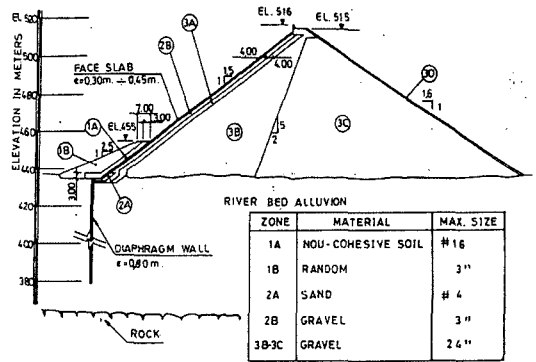 ELEVATION IN METERS
520
500
480
460
440
420
400
380
EL. 516
EL. 515
3A
2B
FACE SLAB
e=0.30m. ÷ 0.45m.
1,5
1
4.00
4.00
3D
1,6
1
7.00
3.00
1A
EL.455
1B
2.5
1
3B
5
2
3C
3.00
2A
RIVER BED ALLUVION
DIAPHRAGM WALL
e=0,80m.
ROCK
ZONE MATERIAL MAX. SIZE
1A NOU-COHESIVE SOIL #16
1B RANDOM 3"
2A SAND # 4
2B GRAVEL 3"
3B-3C GRAVEL 24"